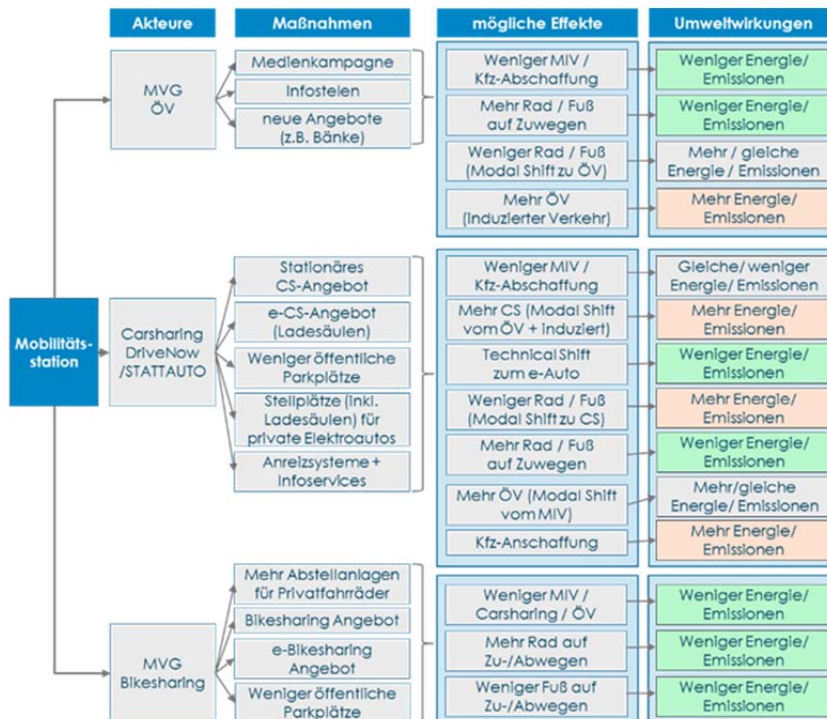 Akteure
Maßnahmen
mögliche Effekte
Umweltwirkungen
Mobilitäts-
station
MVG
ÖV
Medienkampagne
Infostelen
neue Angebote
(z.B. Bänke)
Weniger MIV /
Kfz-Abschaffung
Weniger Energie/
Emissionen
Mehr Rad / Fuß
auf Zuwegen
Weniger Energie/
Emissionen
Weniger Rad / Fuß
(Modal Shift zu ÖV)
Mehr / gleiche
Energie / Emissionen
Mehr ÖV
(Induzierter Verkehr)
Mehr Energie/
Emissionen
Carsharing
DriveNow
/STATTAUTO
Stationäres
CS-Angebot
e-CS-Angebot
(Ladesäulen)
Weniger öffentliche
Parkplätze
Stellplätze (inkl.
Ladesäulen) für
private Elektroautos
Anreizsysteme +
Infoservices
Weniger MIV /
Kfz-Abschaffung
Gleiche/ weniger
Energie/ Emissionen
Mehr CS (Modal Shift
vom ÖV + induziert)
Mehr Energie/
Emissionen
Technical Shift
zum e-Auto
Weniger Energie/
Emissionen
Weniger Rad / Fuß
(Modal Shift zu CS)
Mehr Energie/
Emissionen
Mehr Rad / Fuß
auf Zuwegen
Weniger Energie/
Emissionen
Mehr ÖV (Modal Shift
vom MIV)
Mehr/gleiche
Energie/ Emissionen
Kfz-Anschaffung
Mehr Energie/
Emissionen
MVG
Bikesharing
Mehr Abstellanlagen
für Privatfahrräder
Bikesharing Angebot
e-Bikesharing
Angebot
Weniger öffentliche
Parkplätze
Weniger MIV /
Carsharing / ÖV
Weniger Energie/
Emissionen
Mehr Rad auf
Zu-/Abwegen
Weniger Energie/
Emissionen
Weniger Fuß auf
Zu-/Abwegen
Weniger Energie/
Emissionen